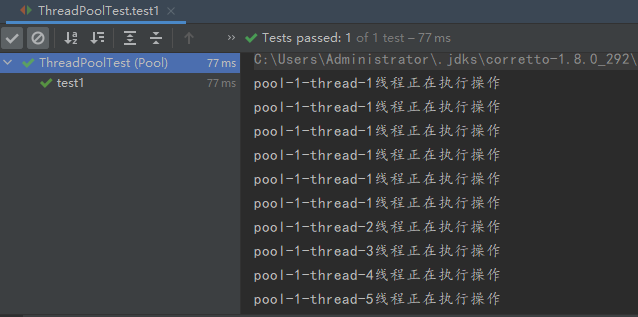 ThreadPoolTest.test1
Tests passed: 1 of 1 test – 77 ms
ThreadPoolTest (Pool) 77 ms
test1 77 ms
C:\Users\Administrator\.jdks\corretto-1.8.0_292\
pool-1-thread-1线程正在执行操作
pool-1-thread-1线程正在执行操作
pool-1-thread-1线程正在执行操作
pool-1-thread-1线程正在执行操作
pool-1-thread-1线程正在执行操作
pool-1-thread-1线程正在执行操作
pool-1-thread-2线程正在执行操作
pool-1-thread-3线程正在执行操作
pool-1-thread-4线程正在执行操作
pool-1-thread-5线程正在执行操作